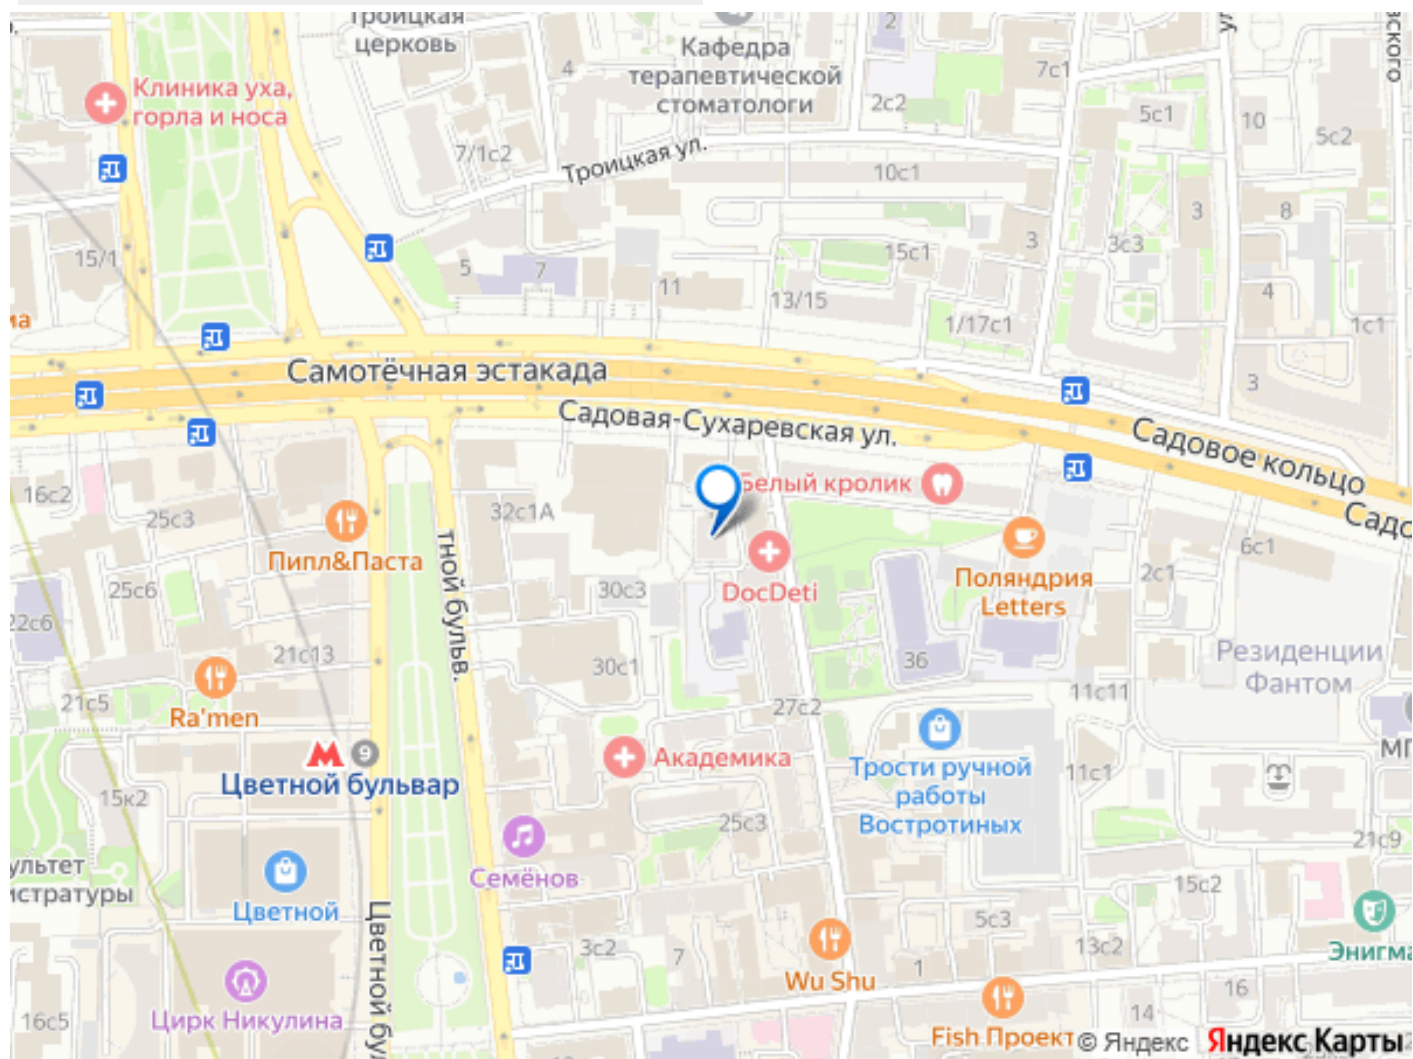 Троицкая
церковь
Кафедра
терапевтической
стоматологи
2
4
7с1
2с2
5с1
10
5с2
Клиника уха,
горла и носа
7/1с2
Троицкая ул.
10с1
3
8
15/1
5
7
11
15с1
3
3с3
13/15
4
1/17с1
1с1
3
Самотёчная эстакада
Садовая-Сухаревская ул.
Садовое кольцо
16с2
25с3
32с1А
Белый кролик
6с1
Пипл&Паста
DocDeti
Поляндрия
Letters
2с1
25с6
30с3
22с6
тной бульв.
21с13
30с1
36
Резиденции
Фантом
21с5
Ra'men
27с2
11с11
Цветной бульвар
9
Академика
Трости ручной
работы
Востротиных
11с1
15к2
25с3
21с9
Семёнов
Цветной
истратуры
15с2
5с3
3с2
7
13с2
1
Wu Shu
Цирк Никулина
16с5
Fish Проект
14
16
© Яндекс Яндекс Карты